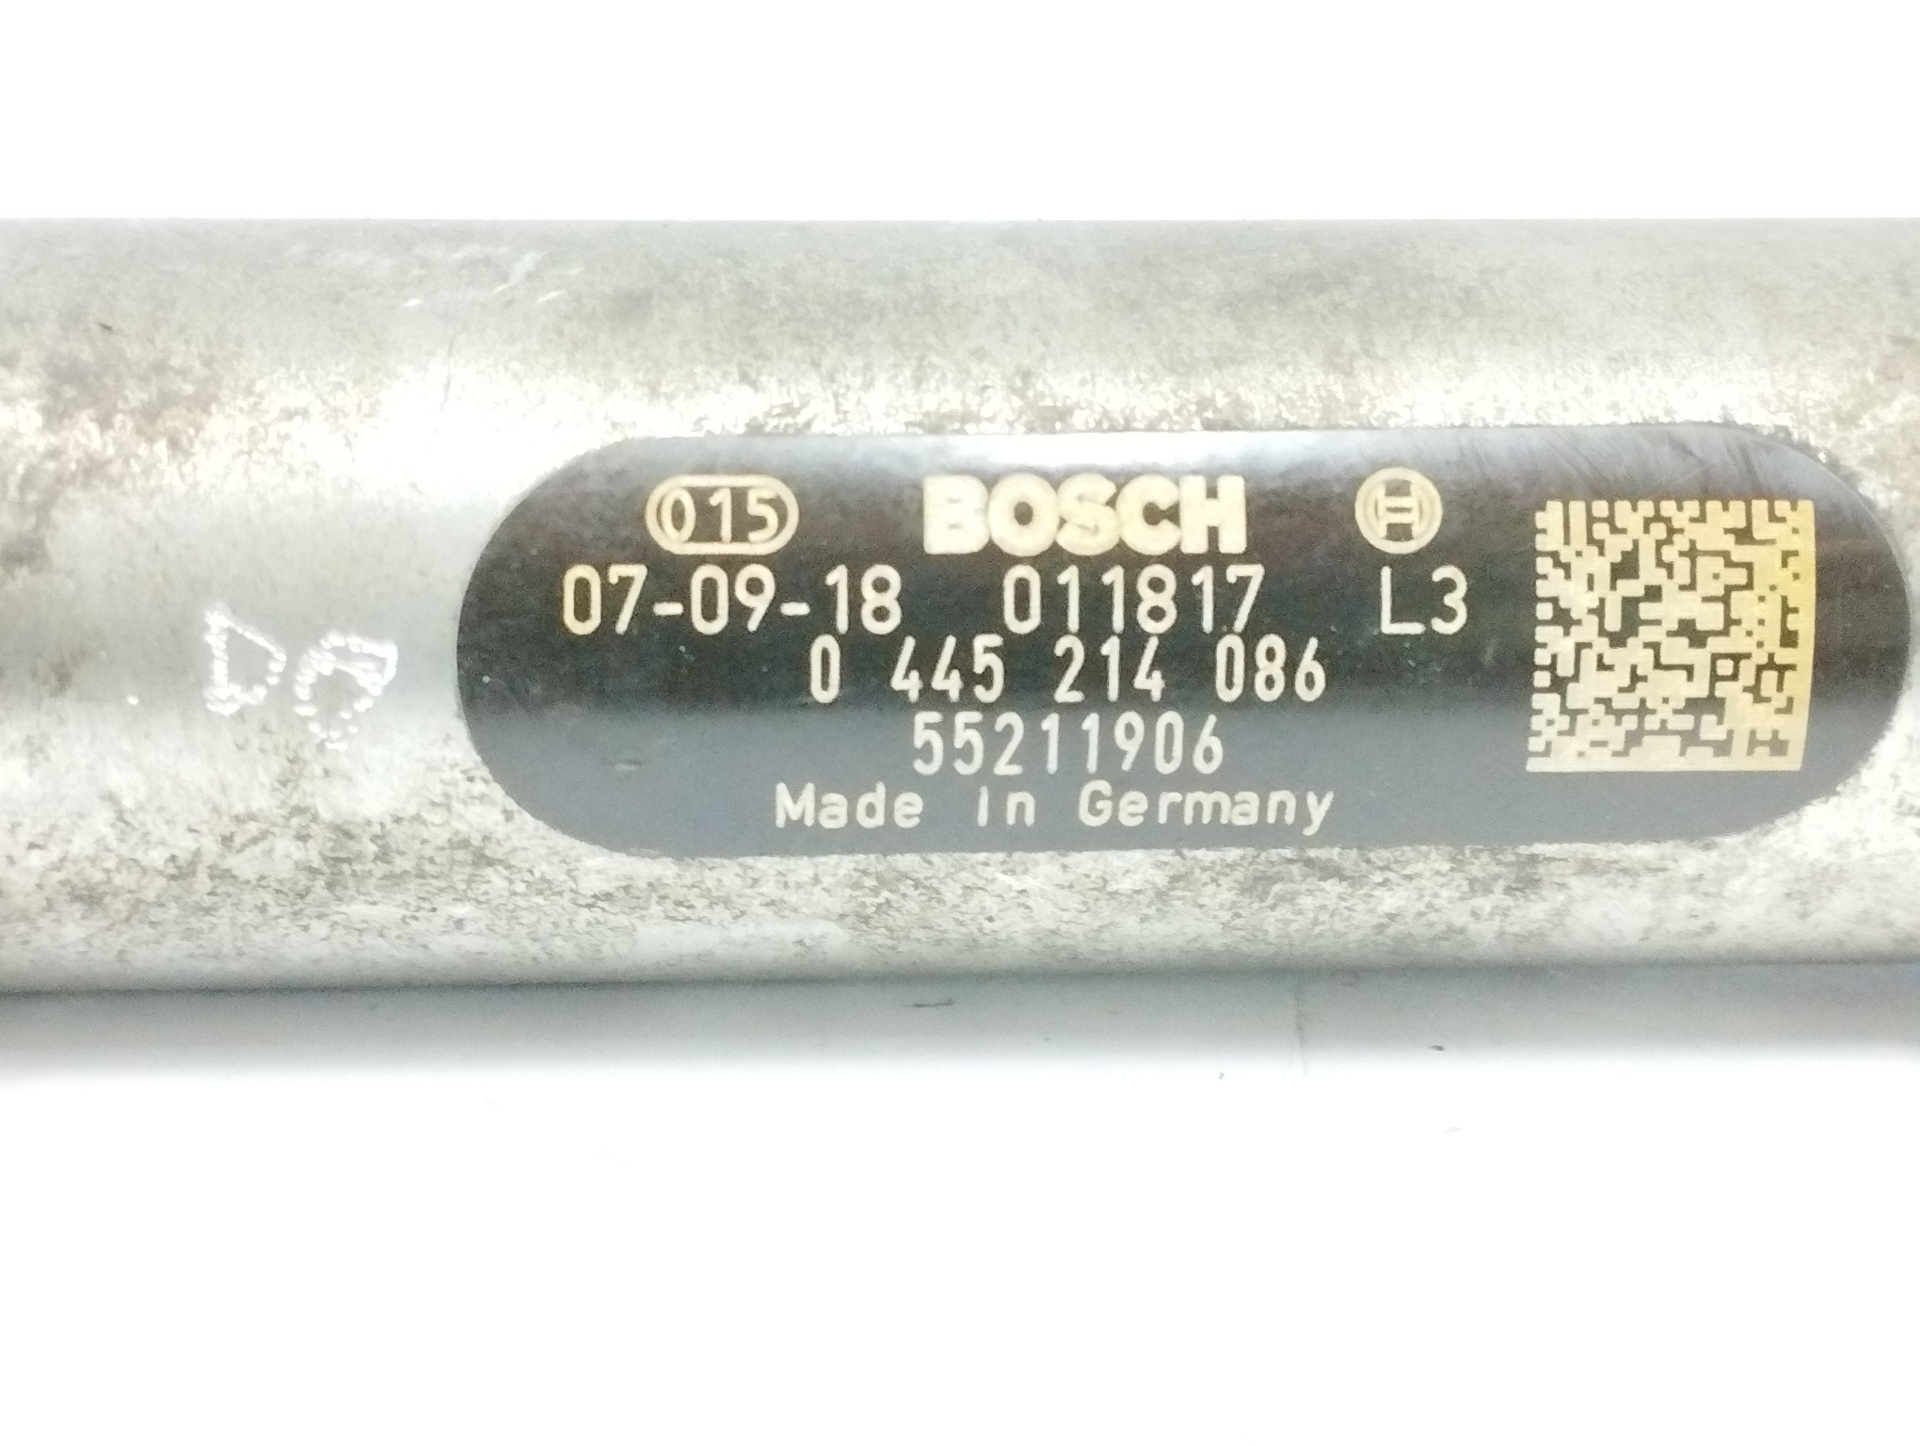 015 BOSCH
07-09-18 011817 L3
0 445 214 086
55211906
Made in Germany